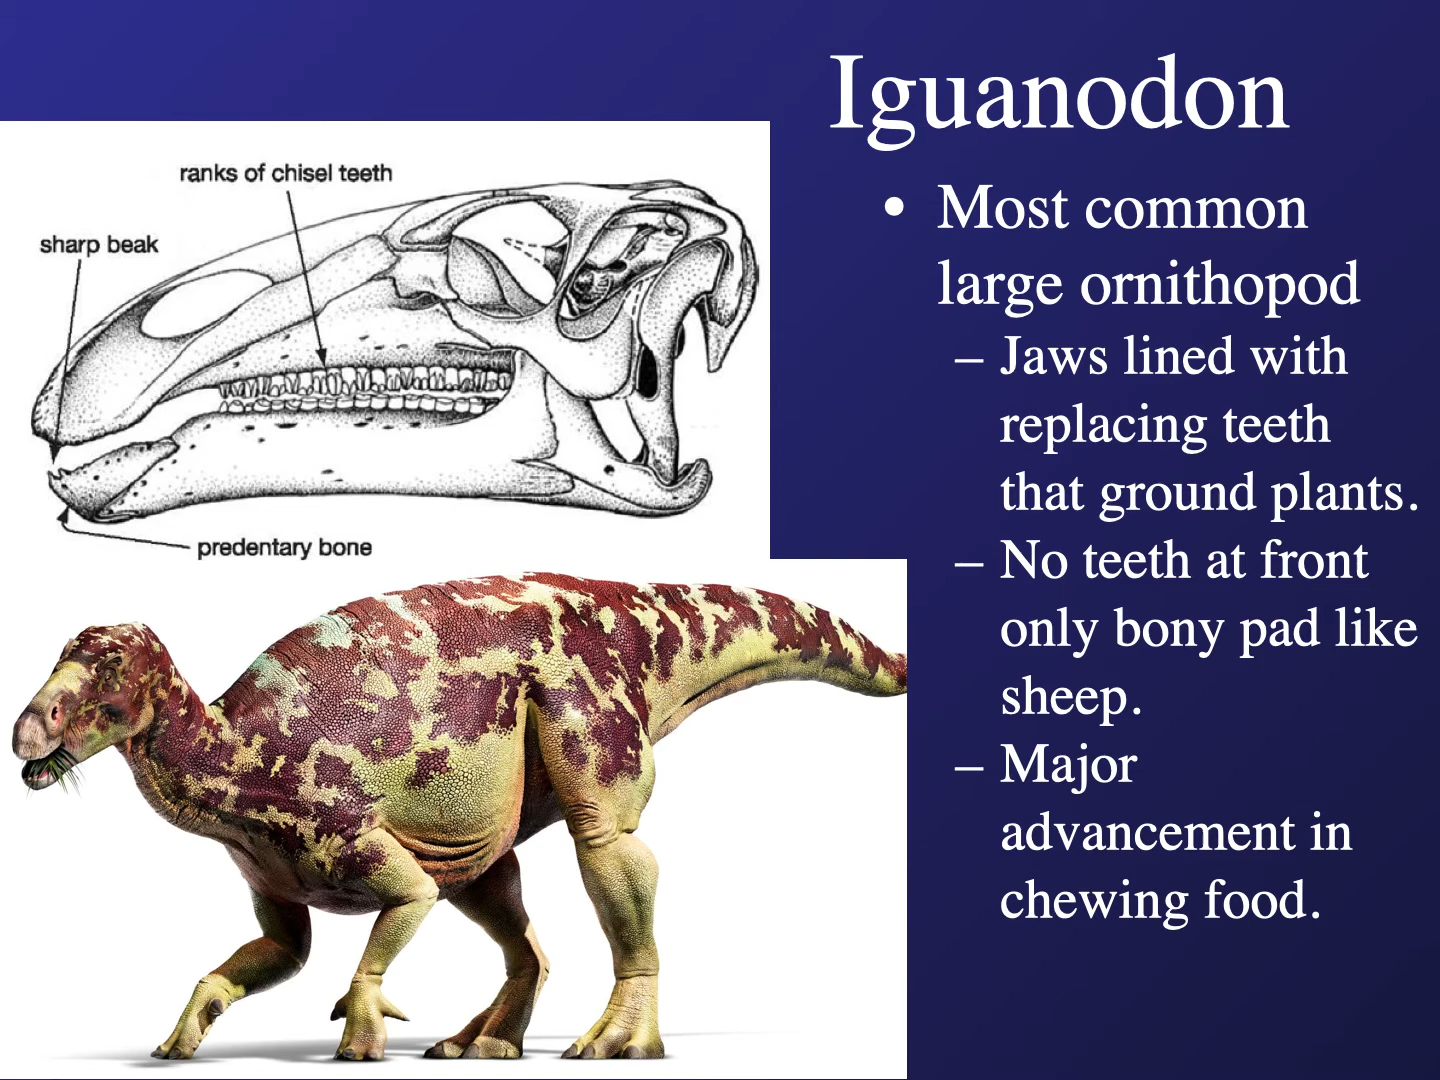 Iguanodon
ranks of chisel teeth
sharp beak
predentary bone
• Most common
large ornithopod
– Jaws lined with
replacing teeth
that ground plants.
– No teeth at front
only bony pad like
sheep.
– Major
advancement in
chewing food.